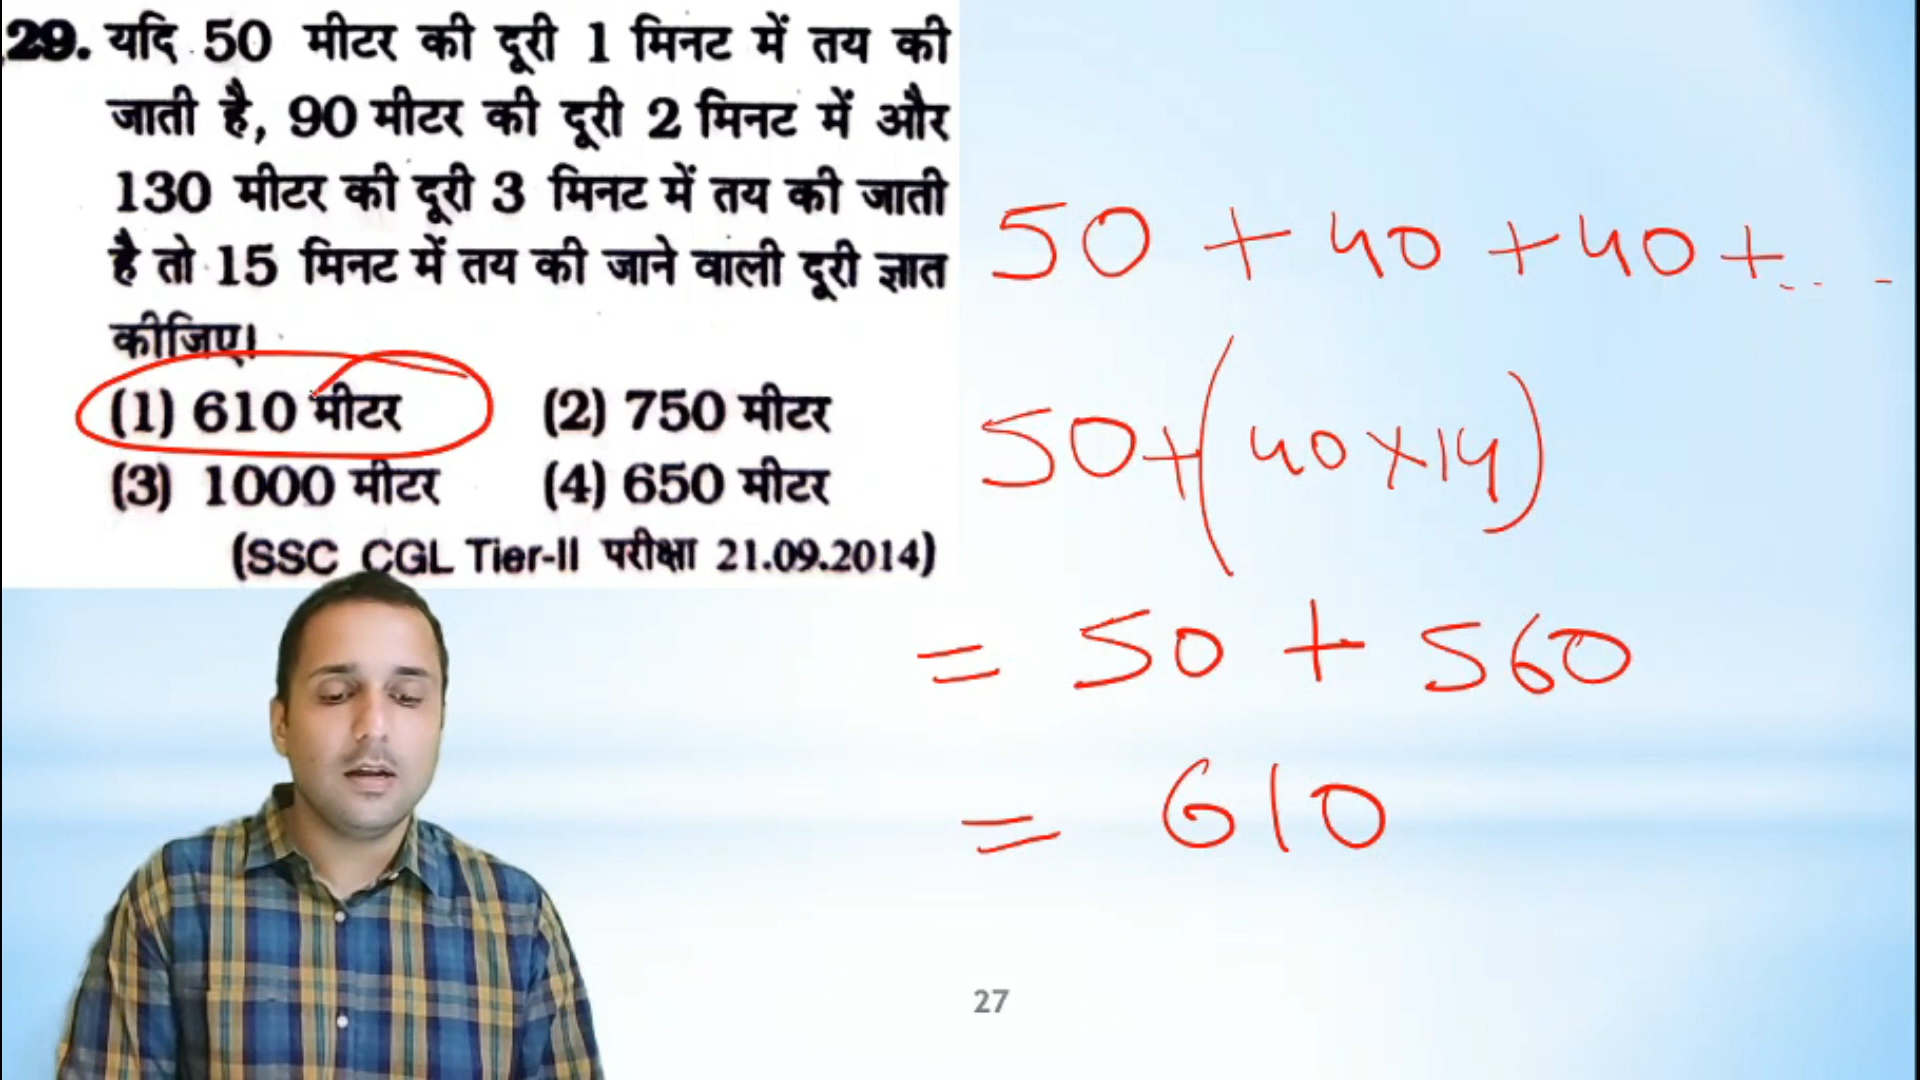 29. यदि 50 मीटर की दूरी 1 मिनट में तय की
जाती है, 90 मीटर की दूरी 2 मिनट में और
130 मीटर की दूरी 3 मिनट में तय की जाती
है तो 15 मिनट में तय की जाने वाली दूरी ज्ञात
कीजिए।
(1) 610 मीटर (2) 750 मीटर
(3) 1000 मीटर (4) 650 मीटर
(SSC CGL Tier-II परीक्षा 21.09.2014)
50 + 40 + 40 + ....
50 + (40 × 14)
= 50 + 560
= 610
27